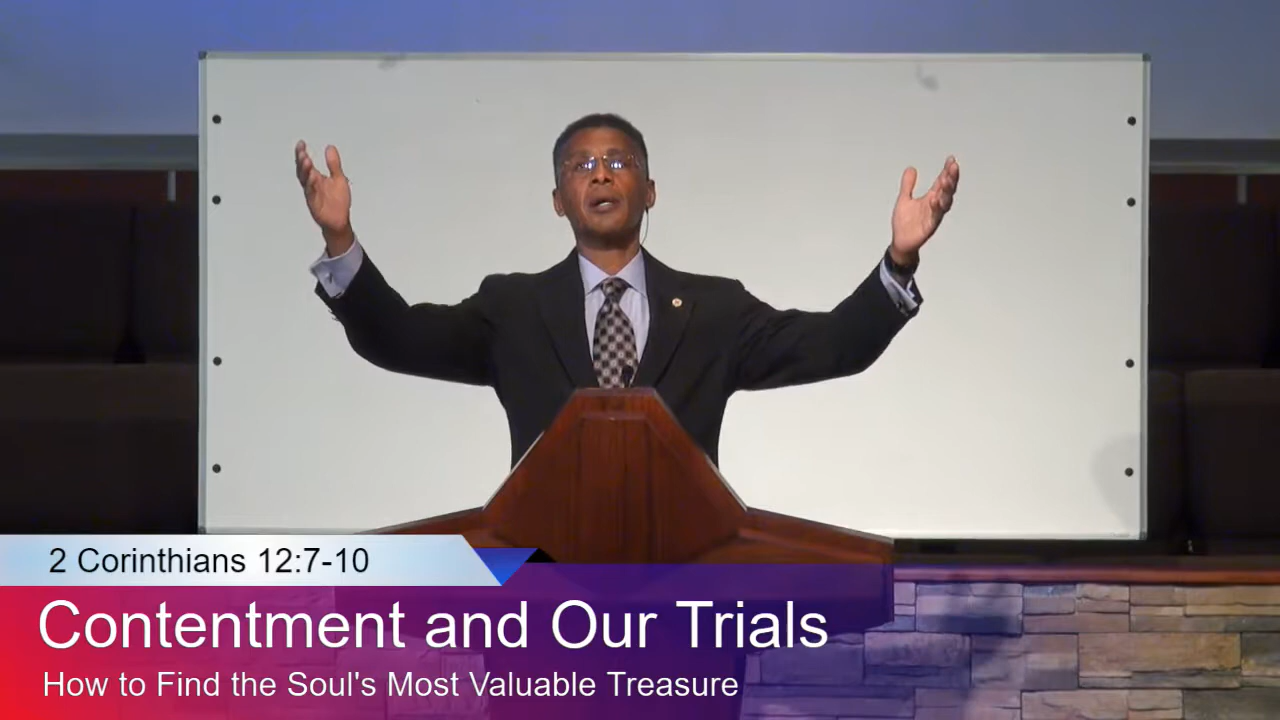 2 Corinthians 12:7-10
Contentment and Our Trials
How to Find the Soul's Most Valuable Treasure